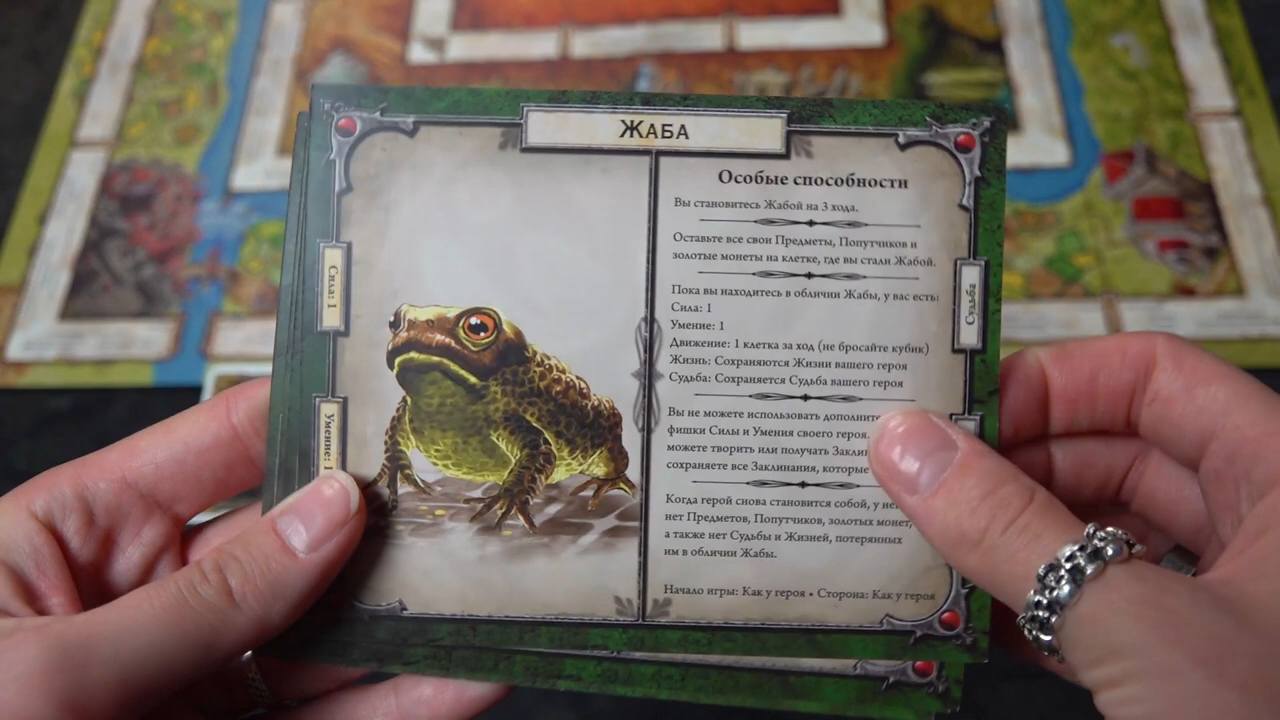 Жаба
Особые способности
Вы становитесь Жабой на 3 хода.
Оставьте все свои Предметы, Попутчики и
золотые монеты на клетке, где вы стали Жабой.
Пока вы находитесь в обличии Жабы, у вас есть:
Сила: 1
Умение: 1
Движение: 1 клетка за ход (не бросайте кубик)
Жизнь: Сохраняются Жизни вашего героя
Судьба: Сохраняется Судьба вашего героя
Вы не можете использовать
фишки Силы и Умения своего героя.
можете творить или получать
сохраняете все Заклинания, которые
Когда герой снова становится собой, у
нет Предметов, Попутчиков, золотых монет,
а также нет Судьбы и Жизней, потерянных
им в обличии Жабы.
Начало игры: Как у героя • Сторона: Как у героя
Сила: 1
Умение: 1
Судьба